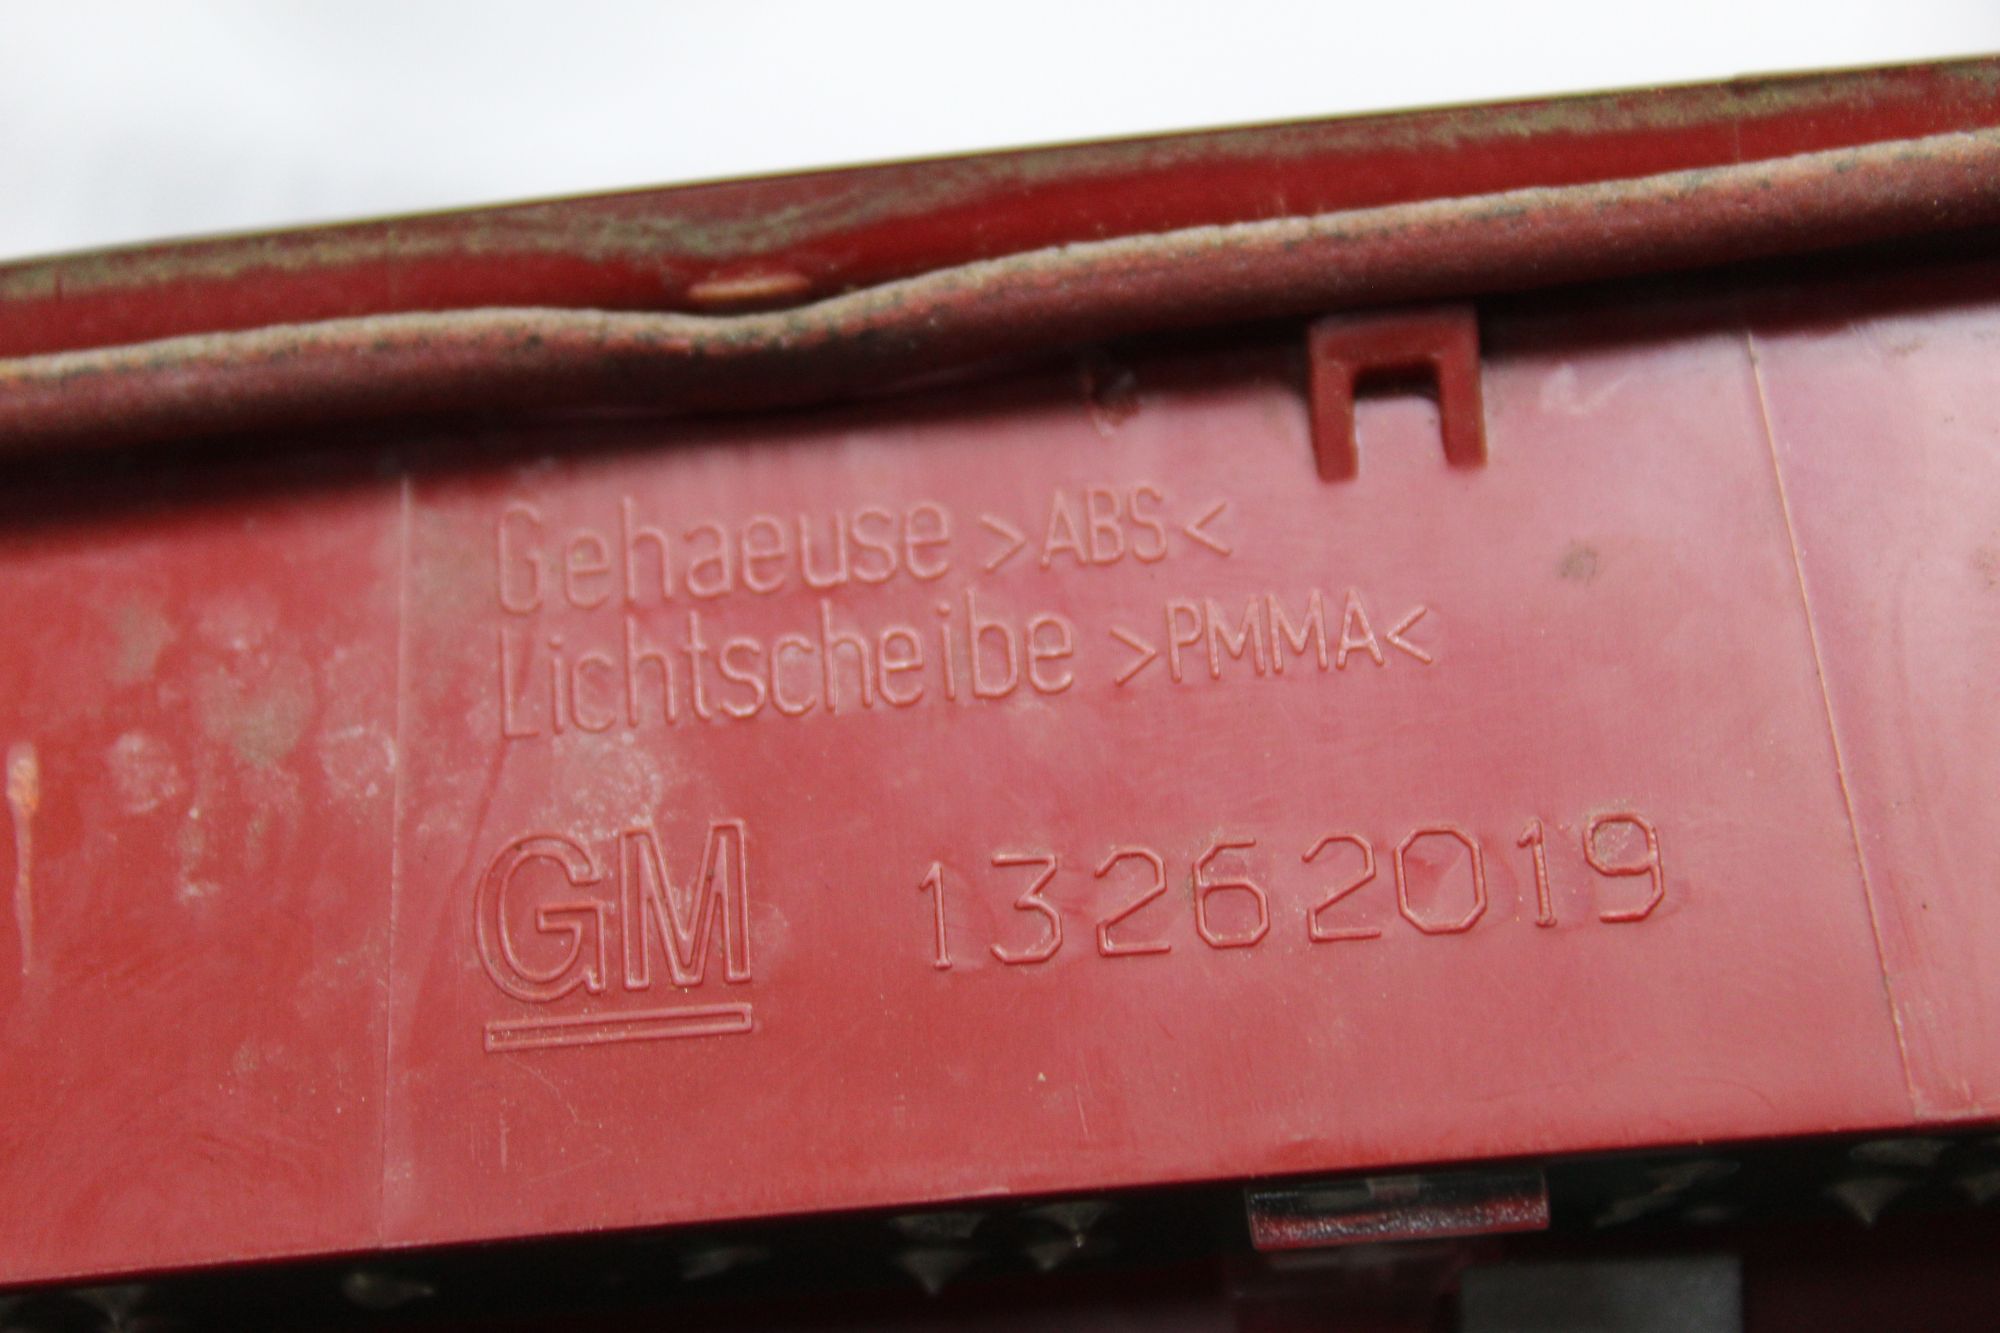 Gehaeuse >ABS<
Lichtscheibe >PMMA<
GM 13262019